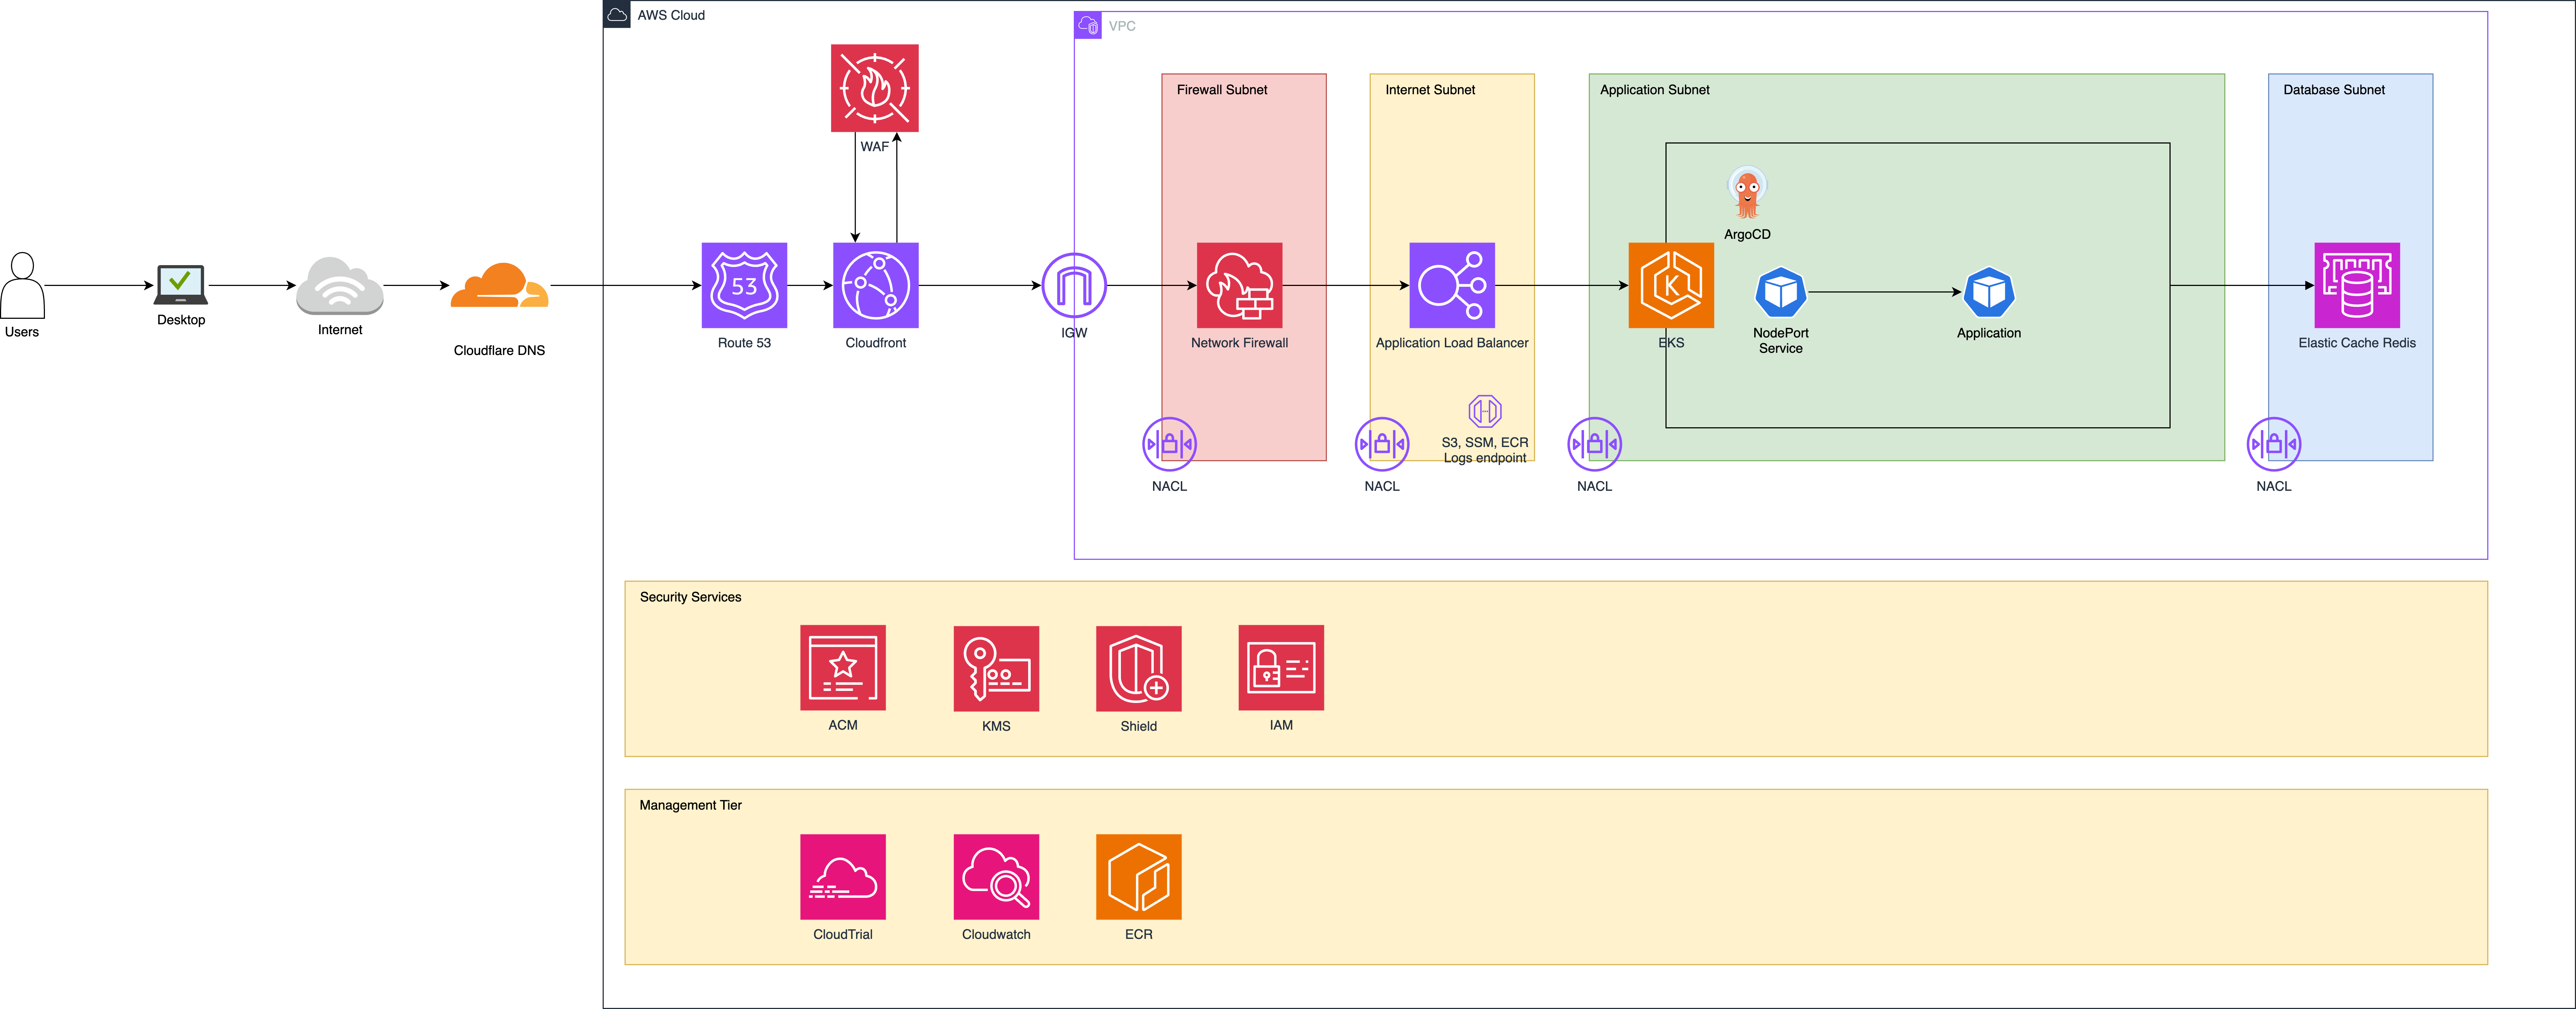 AWS Cloud
VPC
Firewall Subnet
Internet Subnet
Application Subnet
Database Subnet
WAF
ArgoCD
53
K
Users
Desktop
Internet
Cloudflare DNS
Route 53
Cloudfront
IGW
Network Firewall
Application Load Balancer
EKS
NodePort
Service
Application
Elastic Cache Redis
S3, SSM, ECR
Logs endpoint
NACL
NACL
NACL
NACL
Security Services
ACM
KMS
Shield
IAM
Management Tier
CloudTrial
Cloudwatch
ECR